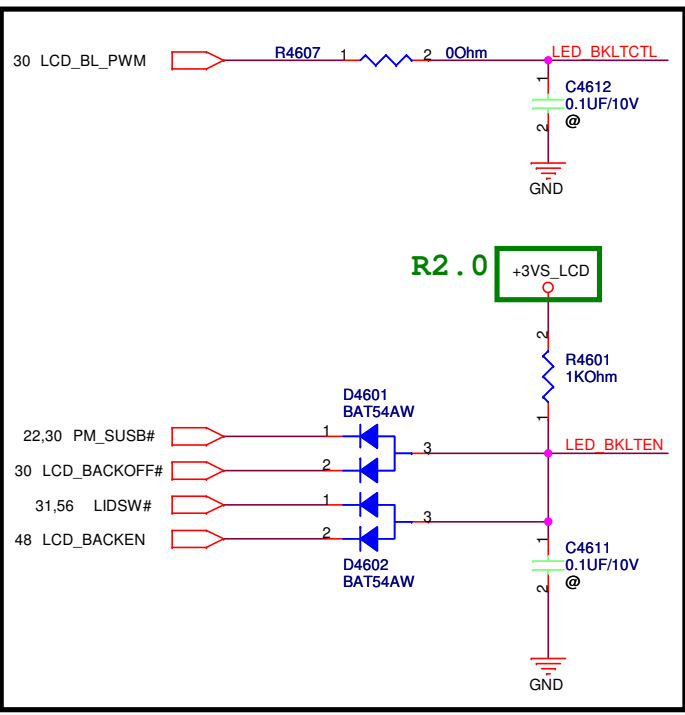 30 LCD_BL_PWM
R4607
1
2
0Ohm
LED_BKLTCTL
1
C4612
0.1UF/10V
@
2
GND
R2.0
+3VS_LCD
2
R4601
1KOhm
1
D4601
BAT54AW
22,30 PM_SUSB#
1
3
LED_BKLTEN
30 LCD_BACKOFF#
2
31,56 LIDSW#
1
3
48 LCD_BACKEN
2
D4602
BAT54AW
1
C4611
0.1UF/10V
@
2
GND